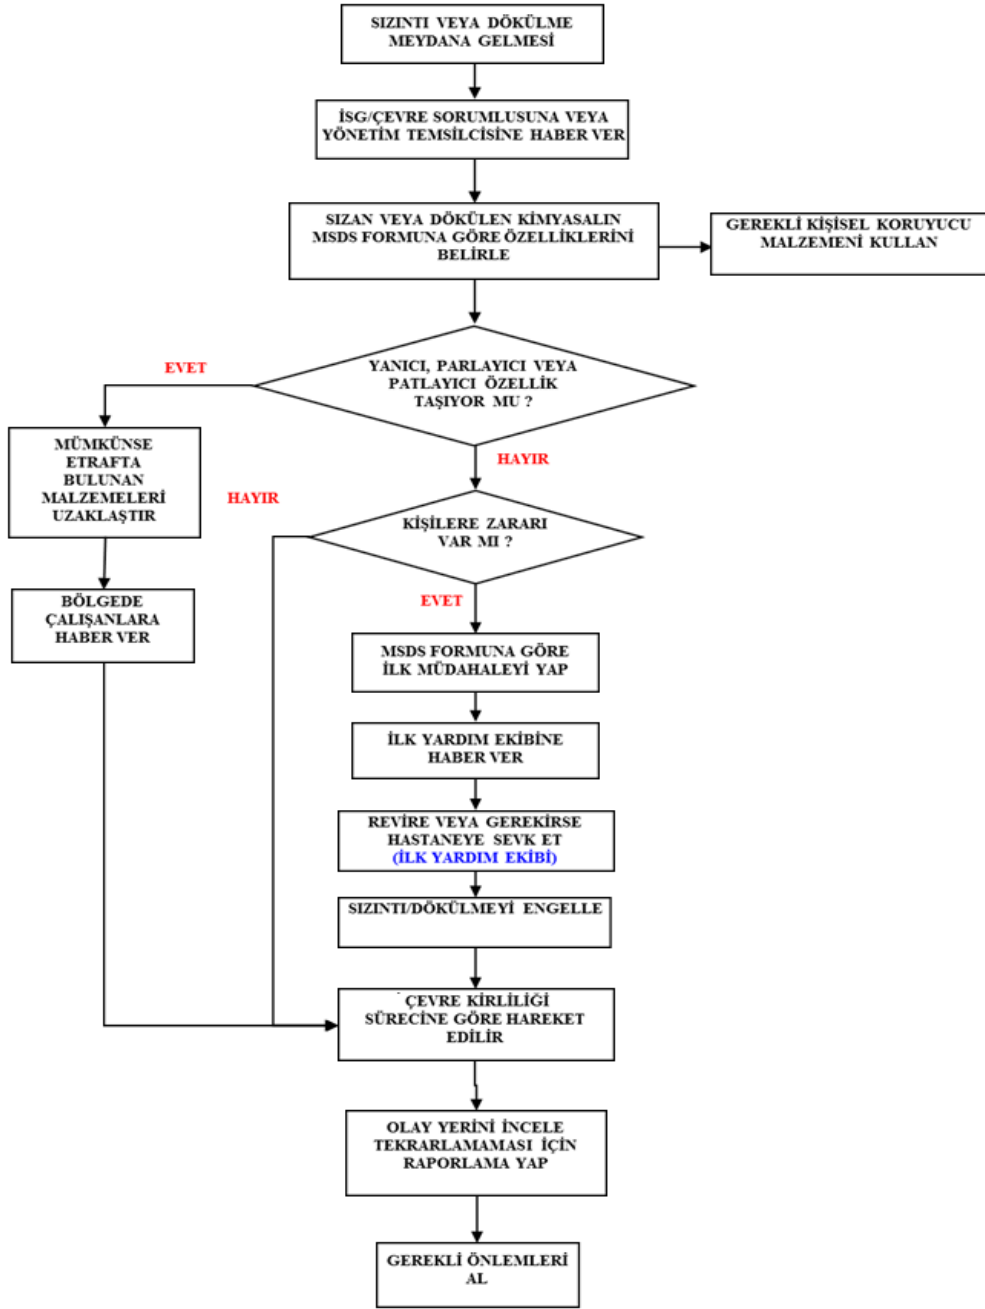 SIZINTI VEYA DÖKÜLME
MEYDANA GELMESİ
İSG/ÇEVRE SORUMLUSUNA VEYA
YÖNETİM TEMSİLCİSİNE HABER VER
SIZAN VEYA DÖKÜLEN KİMYASALIN
MSDS FORMUNA GÖRE ÖZELLİKLERİNİ
BELİRLE
GEREKLİ KİŞİSEL KORUYUCU
MALZEMENİ KULLAN
YANICI, PARLAYICI VEYA
PATLAYICI ÖZELLİK
TAŞIYOR MU ?
EVET
MÜMKÜNSE
ETRAFTA
BULUNAN
MALZEMELERİ
UZAKLAŞTIR
BÖLGEDE
ÇALIŞANLARA
HABER VER
HAYIR
KİŞİLERE ZARARI
VAR MI ?
HAYIR
EVET
MSDS FORMUNA GÖRE
İLK MÜDAHALEYİ YAP
İLK YARDIM EKİBİNE
HABER VER
REVİRE VEYA GEREKİRSE
HASTANEYE SEVK ET
(İLK YARDIM EKİBİ)
SIZINTI/DÖKÜLMEYİ ENGELLE
ÇEVRE KİRLİLİĞİ
SÜRECİNE GÖRE HAREKET
EDİLİR
OLAY YERİNİ İNCELE
TEKRARLAMAMASI İÇİN
RAPORLAMA YAP
GEREKLİ ÖNLEMLERİ
AL